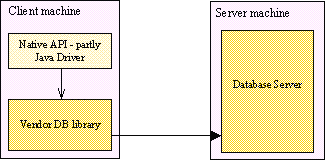 Client machine
Native API - partly
Java Driver
Vendor DB library
Server machine
Database Server